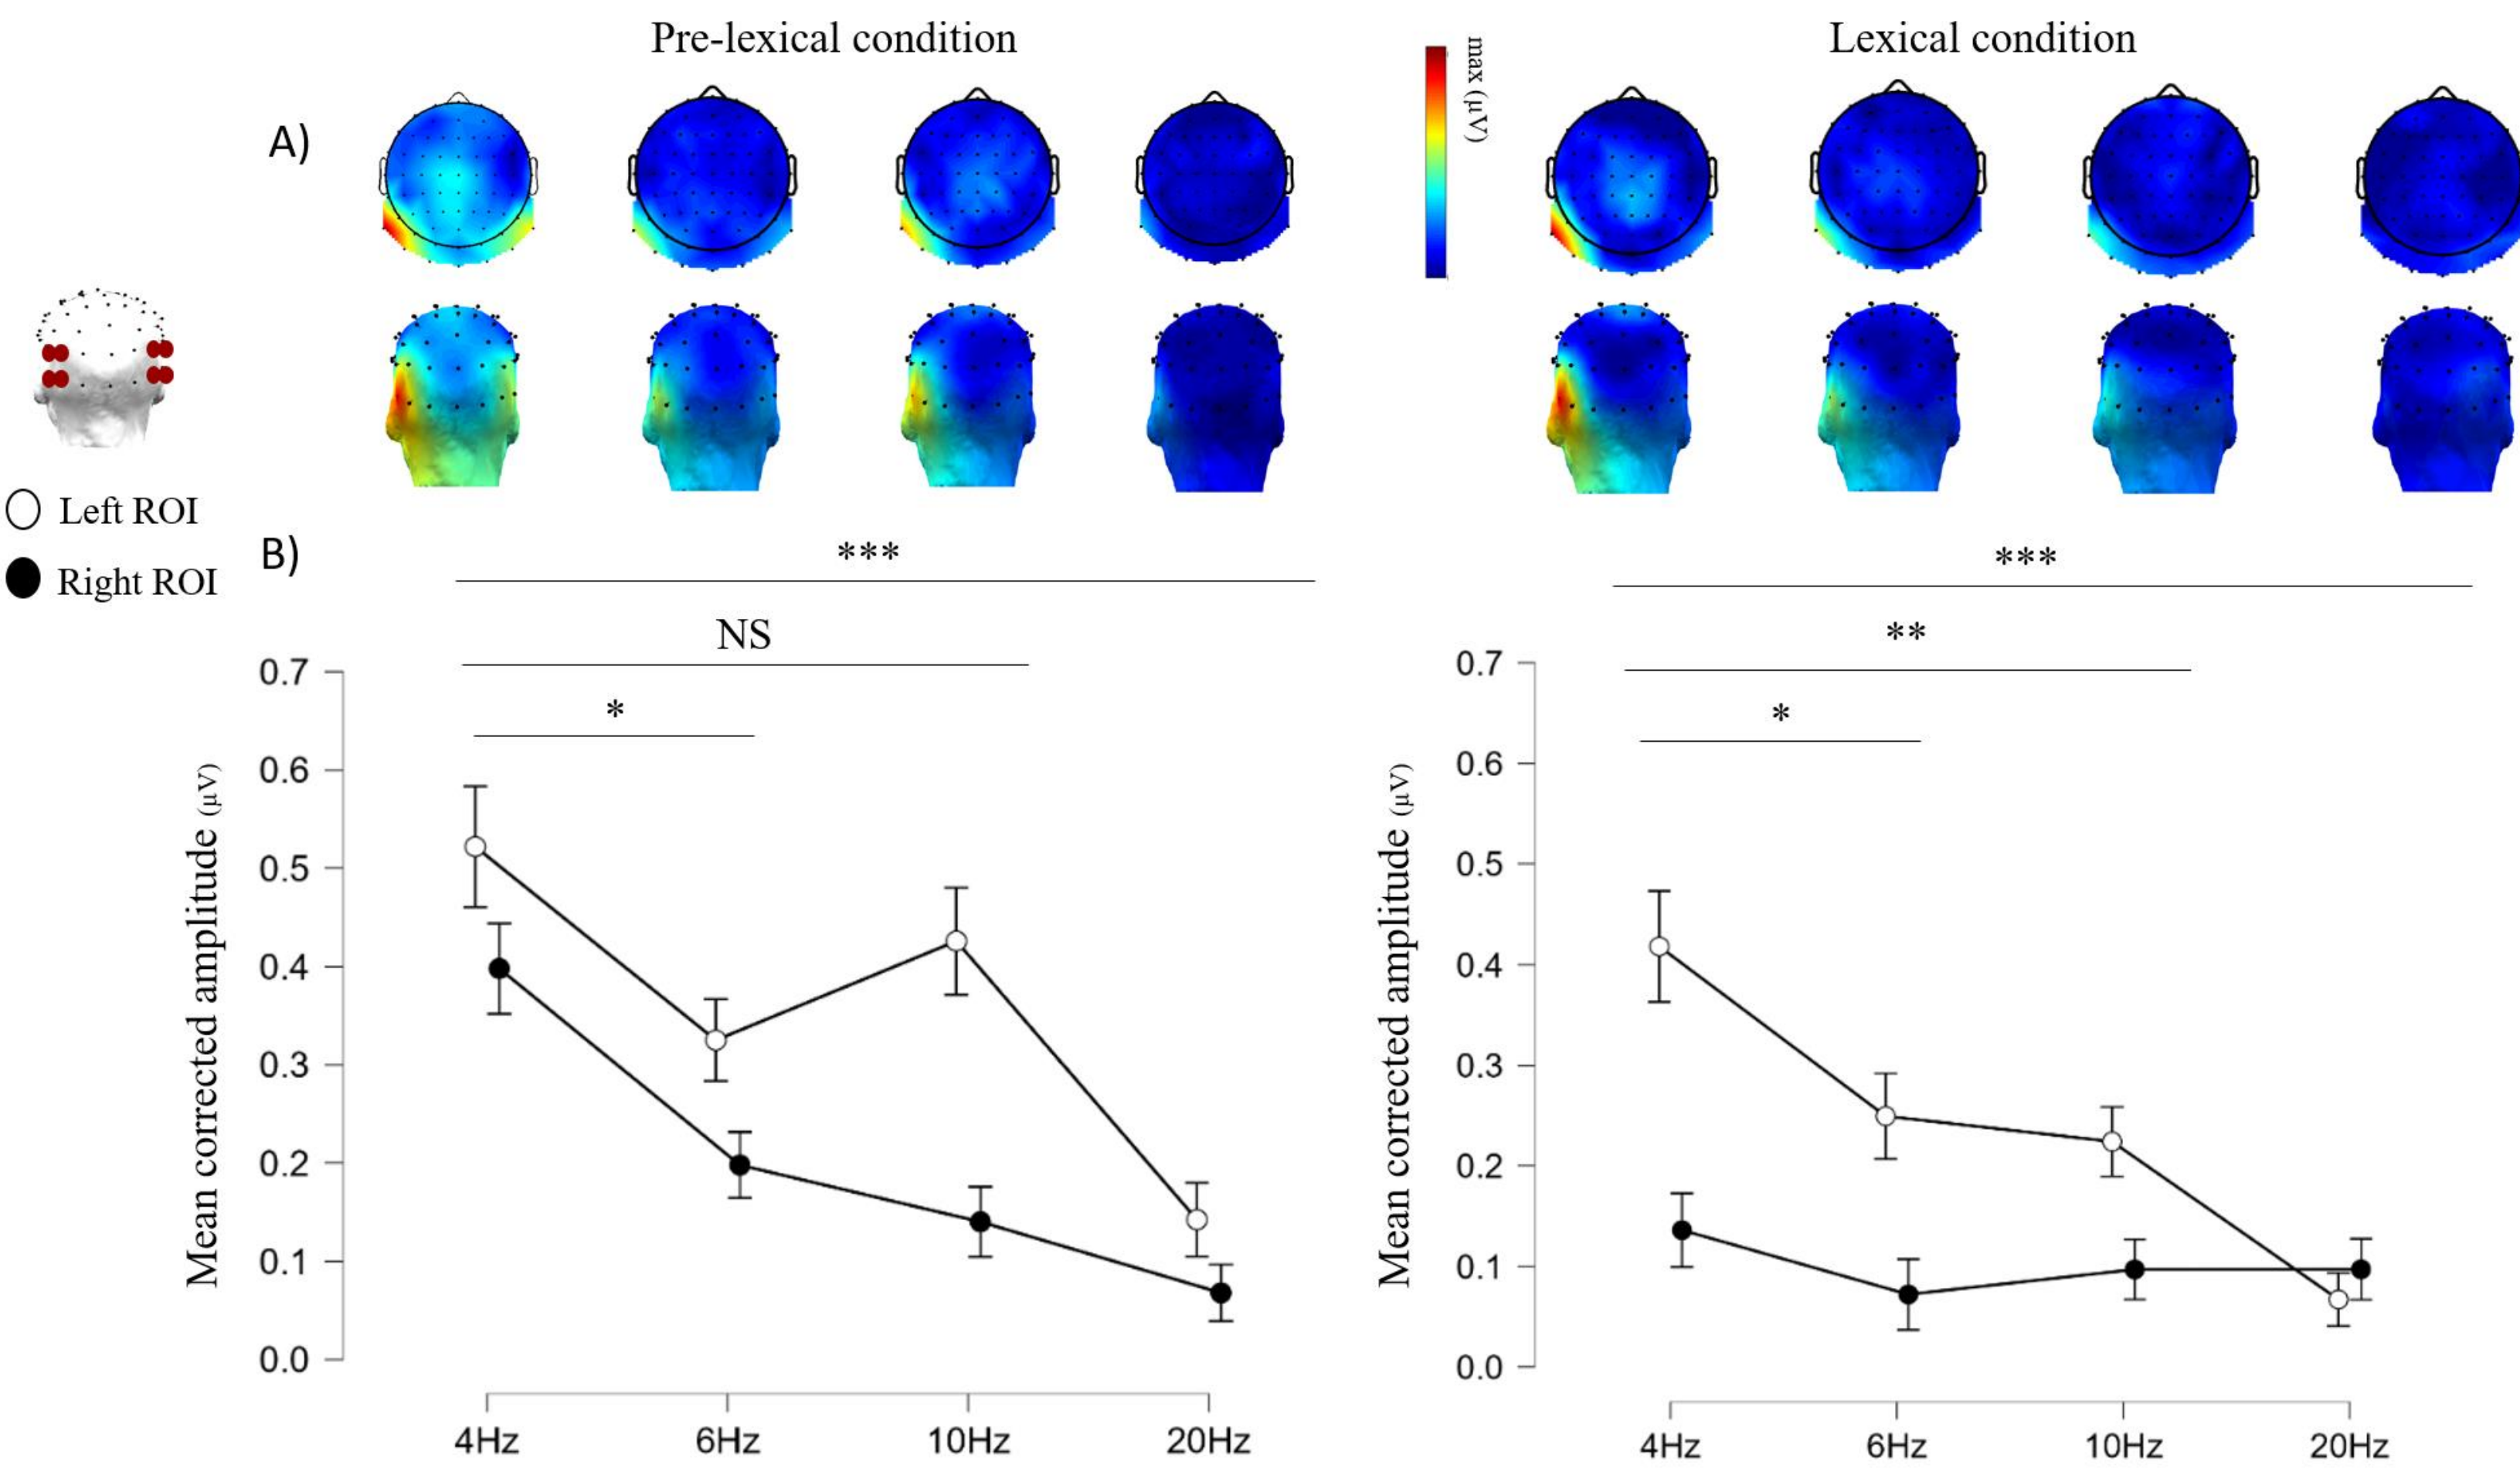 Pre-lexical condition
Lexical condition
A)
max (µV)
Left ROI
Right ROI
B)
***
NS
*
***
**
*
Mean corrected amplitude (µV)
0.7
0.6
0.5
0.4
0.3
0.2
0.1
0.0
4Hz 6Hz 10Hz 20Hz
Mean corrected amplitude (µV)
0.7
0.6
0.5
0.4
0.3
0.2
0.1
0.0
4Hz 6Hz 10Hz 20Hz